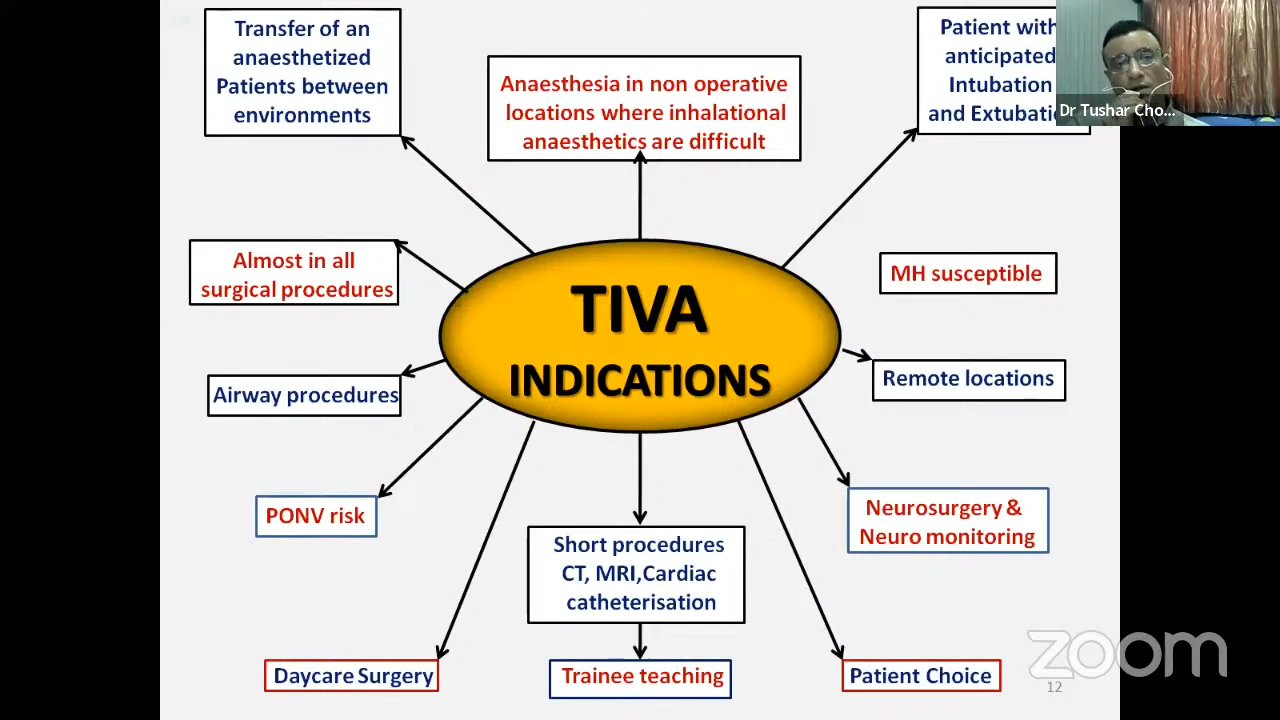 Transfer of an
anaesthetized
Patients between
environments
Anaesthesia in non operative
locations where inhalational
anaesthetics are difficult
Patient with
anticipated
Intubation
and
Dr Tushar Cho...
Almost in all
surgical procedures
MH susceptible
TIVA
INDICATIONS
Airway procedures
Remote locations
PONV risk
Neurosurgery &
Neuro monitoring
Short procedures
CT, MRI,Cardiac
catheterisation
Daycare Surgery
Trainee teaching
Patient Choice
zoom
12